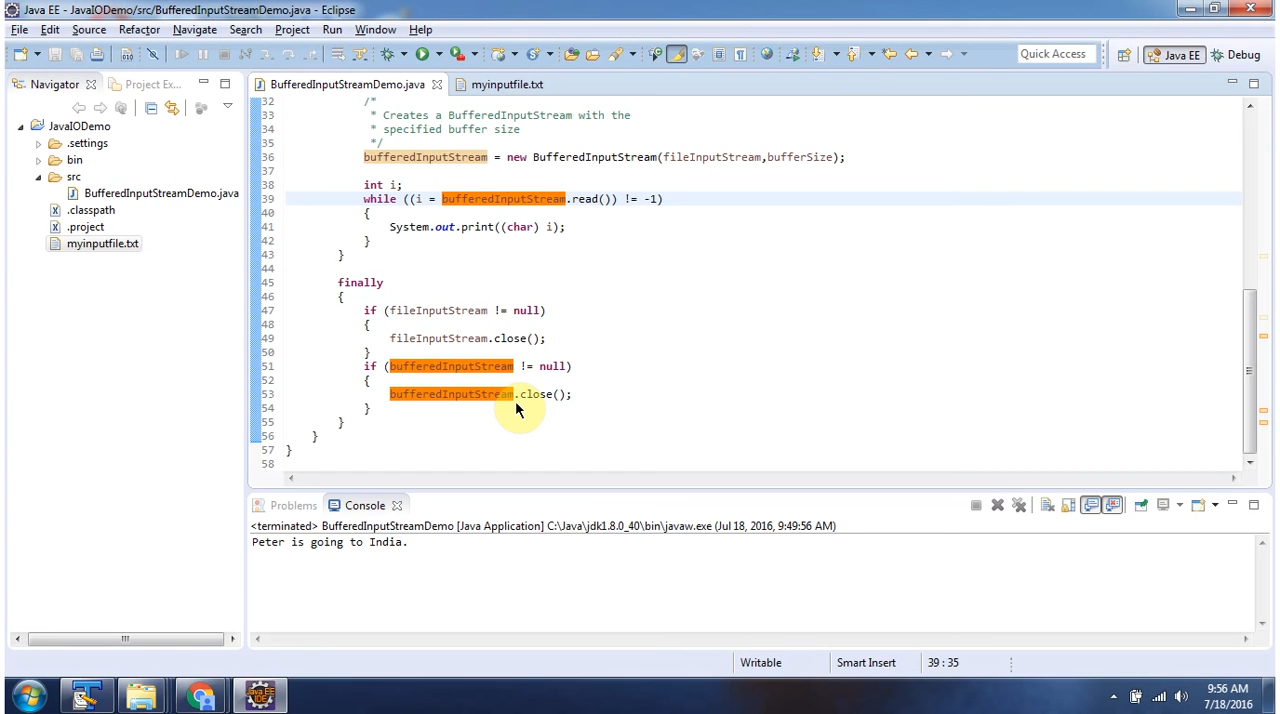 Java EE - JavaIODemo/src/BufferedInputStreamDemo.java - Eclipse
File Edit Source Refactor Navigate Search Project Run Window Help
Quick Access
Java EE
Debug
Navigator
Project Ex...
BufferedInputStreamDemo.java
myinputfile.txt
JavaIODemo
.settings
bin
src
BufferedInputStreamDemo.java
.classpath
.project
myinputfile.txt
32 /*
33 * Creates a BufferedInputStream with the
34 * specified buffer size
35 */
36 bufferedInputStream = new BufferedInputStream(fileInputStream,bufferSize);
37
38 int i;
39 while ((i = bufferedInputStream.read()) != -1)
40 {
41 System.out.print((char) i);
42 }
43 }
44
45 finally
46 {
47 if (fileInputStream != null)
48 {
49 fileInputStream.close();
50 }
51 if (bufferedInputStream != null)
52 {
53 bufferedInputStream.close();
54 }
55 }
56 }
57 }
58
Problems
Console
<terminated> BufferedInputStreamDemo [Java Application] C:\Java\jdk1.8.0_40\bin\javaw.exe (Jul 18, 2016, 9:49:56 AM)
Peter is going to India.
Writable
Smart Insert
39 : 35
Java EE
IDE
9:56 AM
7/18/2016